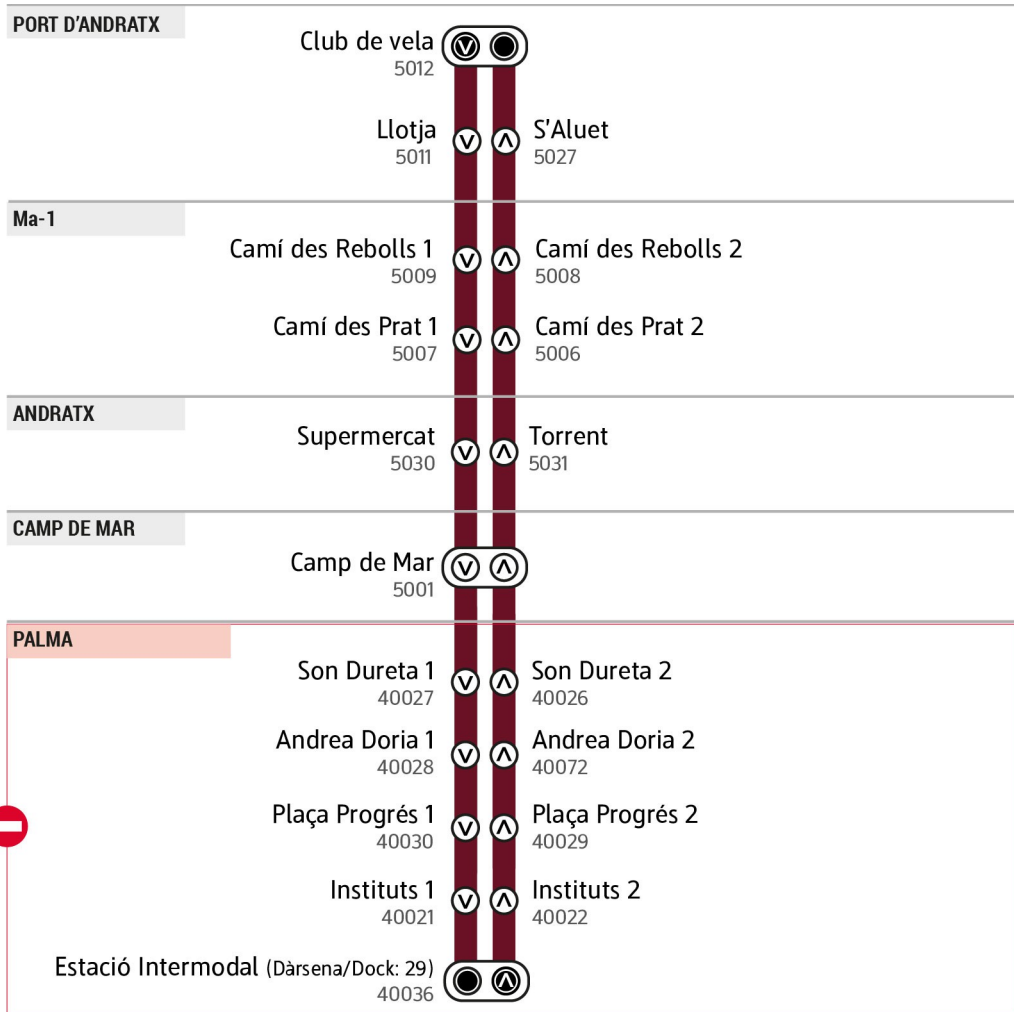 PORT D'ANDRATX
Club de vela
5012
Llotja
5011
S'Aluet
5027
Ma-1
Camí des Rebolls 1
5009
Camí des Rebolls 2
5008
Camí des Prat 1
5007
Camí des Prat 2
5006
ANDRATX
Supermercat
5030
Torrent
5031
CAMP DE MAR
Camp de Mar
5001
PALMA
Son Dureta 1
40027
Son Dureta 2
40026
Andrea Doria 1
40028
Andrea Doria 2
40072
Plaça Progrés 1
40030
Plaça Progrés 2
40029
Instituts 1
40021
Instituts 2
40022
Estació Intermodal (Dàrsena/Dock: 29)
40036